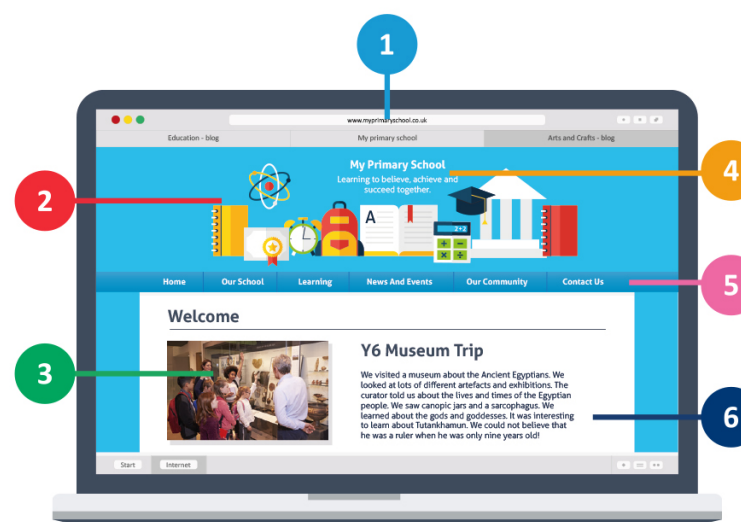 1
www.myprimaryschool.co.uk
Education - blog
My primary school
Arts and Crafts - blog
My Primary School
Learning to believe, achieve and
succeed together.
4
2
A
2+2
Home
Our School
Learning
News And Events
Our Community
Contact Us
5
Welcome
3
Y6 Museum Trip
We visited a museum about the Ancient Egyptians. We
looked at lots of different artefacts and exhibitions. The
curator told us about the lives and times of the Egyptian
people. We saw canopic jars and a sarcophagus. We
learned about the gods and goddesses. It was interesting
to learn about Tutankhamun. We could not believe that
he was a ruler when he was only nine years old!
6
Start
Internet